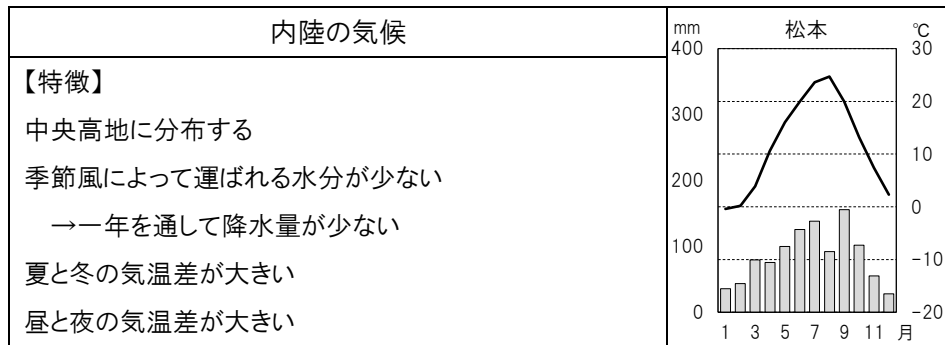 内陸の気候
【特徴】
中央高地に分布する
季節風によって運ばれる水分が少ない
→一年を通して降水量が少ない
夏と冬の気温差が大きい
昼と夜の気温差が大きい
mm 松本 ℃
400 30
300 20
10
200 0
100 -10
0 -20
1 3 5 7 9 11 月